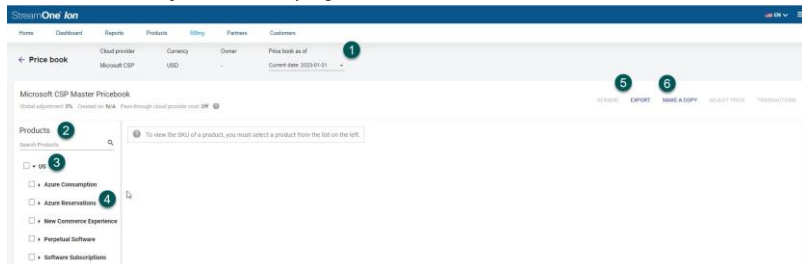 StreamOne Ion
EN
Home Dashboard Reports Products Billing Partners Customers
Price book
Cloud provider Currency Owner Price book as of
Microsoft CSP USD - Current date: 2023-01-31
1
Microsoft CSP Master Pricebook
Global adjustment: 0% Created on: N/A Pass-through cloud provider cost: Off
5 6
RENAME EXPORT MAKE A COPY ADJUST PRICE TRANSACTIONS
Products 2
Search Products
To view the SKU of a product, you must select a product from the list on the left.
US 3
Azure Consumption
Azure Reservations 4
New Commerce Experience
Perpetual Software
Software Subscriptions